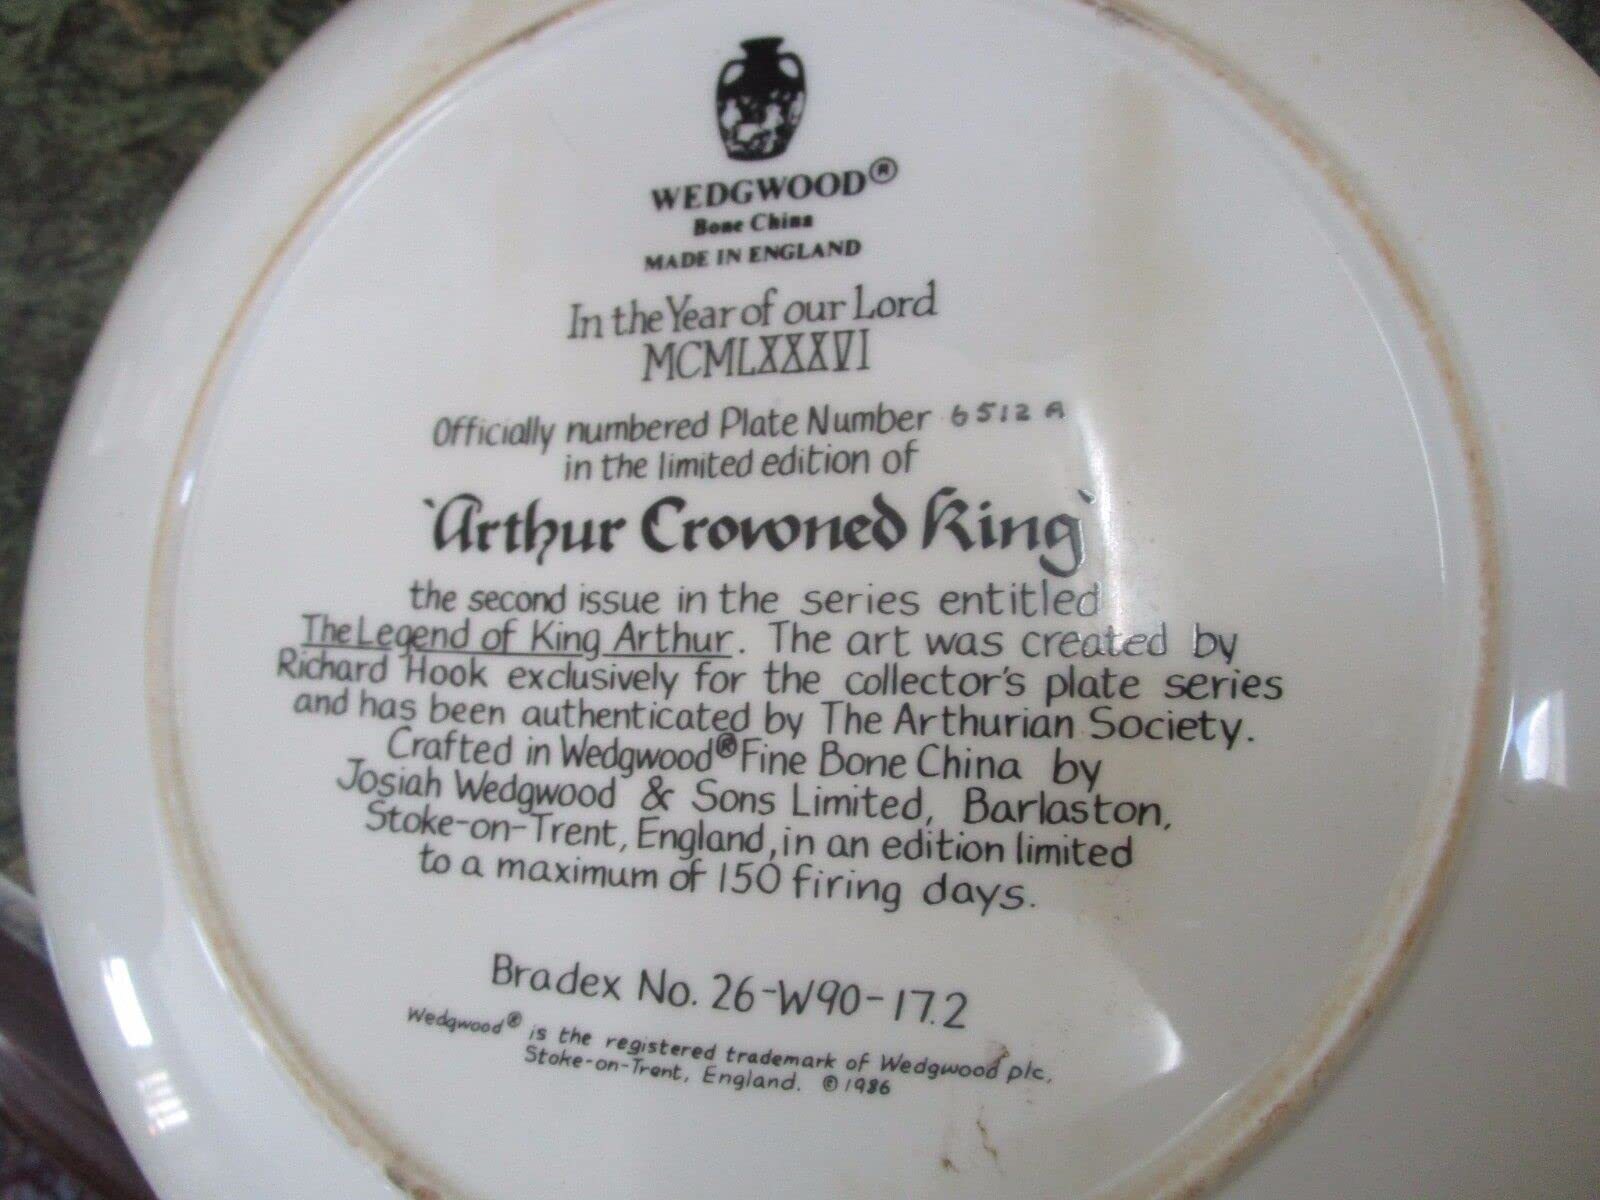 WEDGWOOD®
Bone China
MADE IN ENGLAND
In the Year of our Lord
MCMLXXXVI
Officially numbered Plate Number 6512 A
in the limited edition of
'Arthur Crowned King'
the second issue in the series entitled
The Legend of King Arthur. The art was created by
Richard Hook exclusively for the collector's plate series
and has been authenticated by The Arthurian Society.
Crafted in Wedgwood® Fine Bone China by
Josiah Wedgwood & Sons Limited, Barlaston,
Stoke-on-Trent, England, in an edition limited
to a maximum of 150 firing days.
Bradex No. 26-W90-17.2
Wedgwood® is the registered trademark of Wedgwood plc,
Stoke-on-Trent, England. © 1986